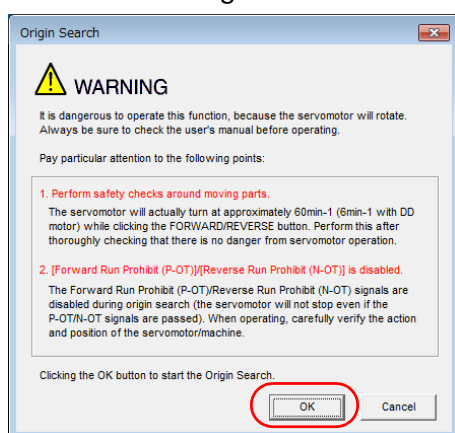 Origin Search
WARNING
It is dangerous to operate this function, because the servomotor will rotate.
Always be sure to check the user's manual before operating.
Pay particular attention to the following points:
1. Perform safety checks around moving parts.
The servomotor will actually turn at approximately 60min-1 (6min-1 with DD
motor) while clicking the FORWARD/REVERSE button. Perform this after
thoroughly checking that there is no danger from servomotor operation.
2. [Forward Run Prohibit (P-OT)]/[Reverse Run Prohibit (N-OT)] is disabled.
The Forward Run Prohibit (P-OT)/Reverse Run Prohibit (N-OT) signals are
disabled during origin search (the servomotor will not stop even if the
P-OT/N-OT signals are passed). When operating, carefully verify the action
and position of the servomotor/machine.
Clicking the OK button to start the Origin Search.
OK Cancel